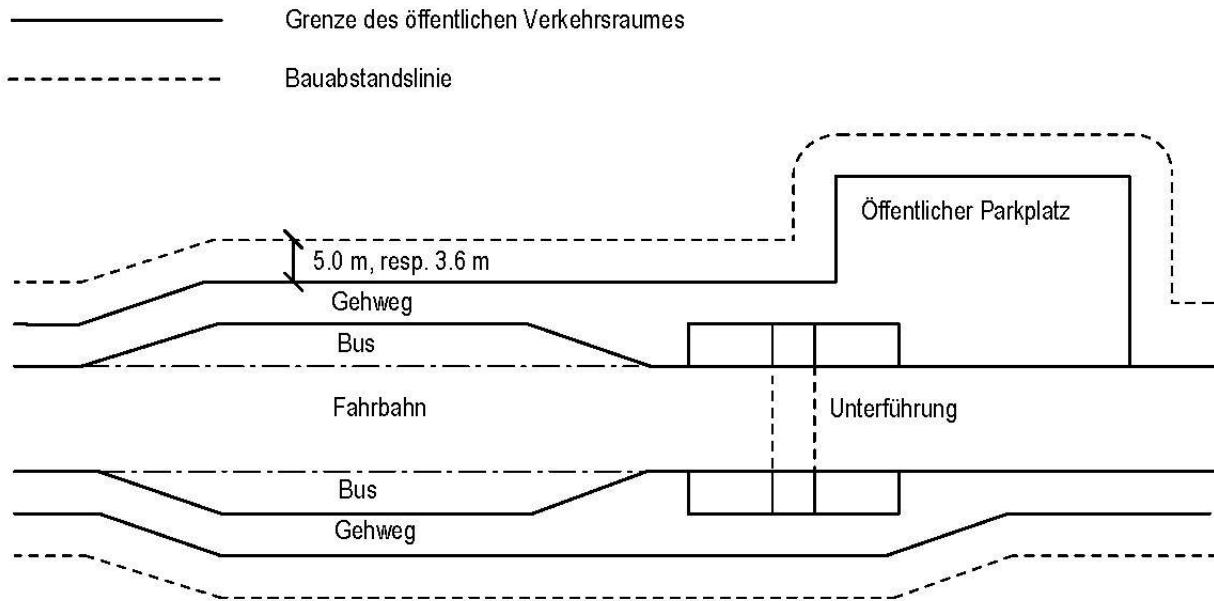 Grenze des öffentlichen Verkehrsraumes
Bauabstandslinie
Öffentlicher Parkplatz
5.0 m, resp. 3.6 m
Gehweg
Bus
Fahrbahn
Unterführung
Bus
Gehweg